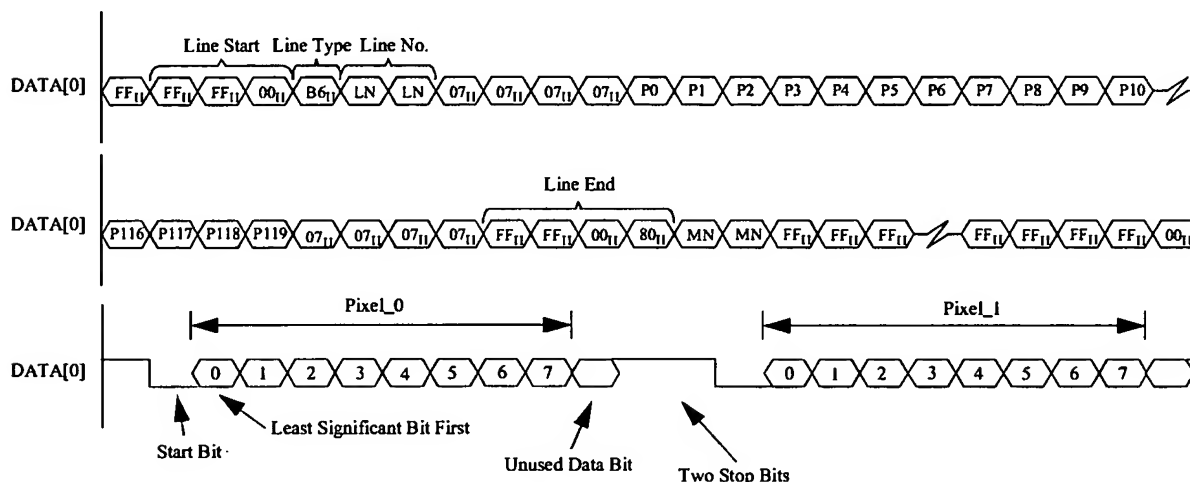 Line Start Line Type Line No.
DATA[0] FFH FFH FFH 00H B6H LN LN 07H 07H 07H 07H P0 P1 P2 P3 P4 P5 P6 P7 P8 P9 P10
Line End
DATA[0] P116 P117 P118 P119 07H 07H 07H 07H FFH FFH 00H 80H MN MN FFH FFH FFH FFH FFH FFH FFH 00H
Pixel_0 Pixel_1
DATA[0] 0 1 2 3 4 5 6 7 0 1 2 3 4 5 6 7
Least Significant Bit First
Start Bit
Unused Data Bit
Two Stop Bits